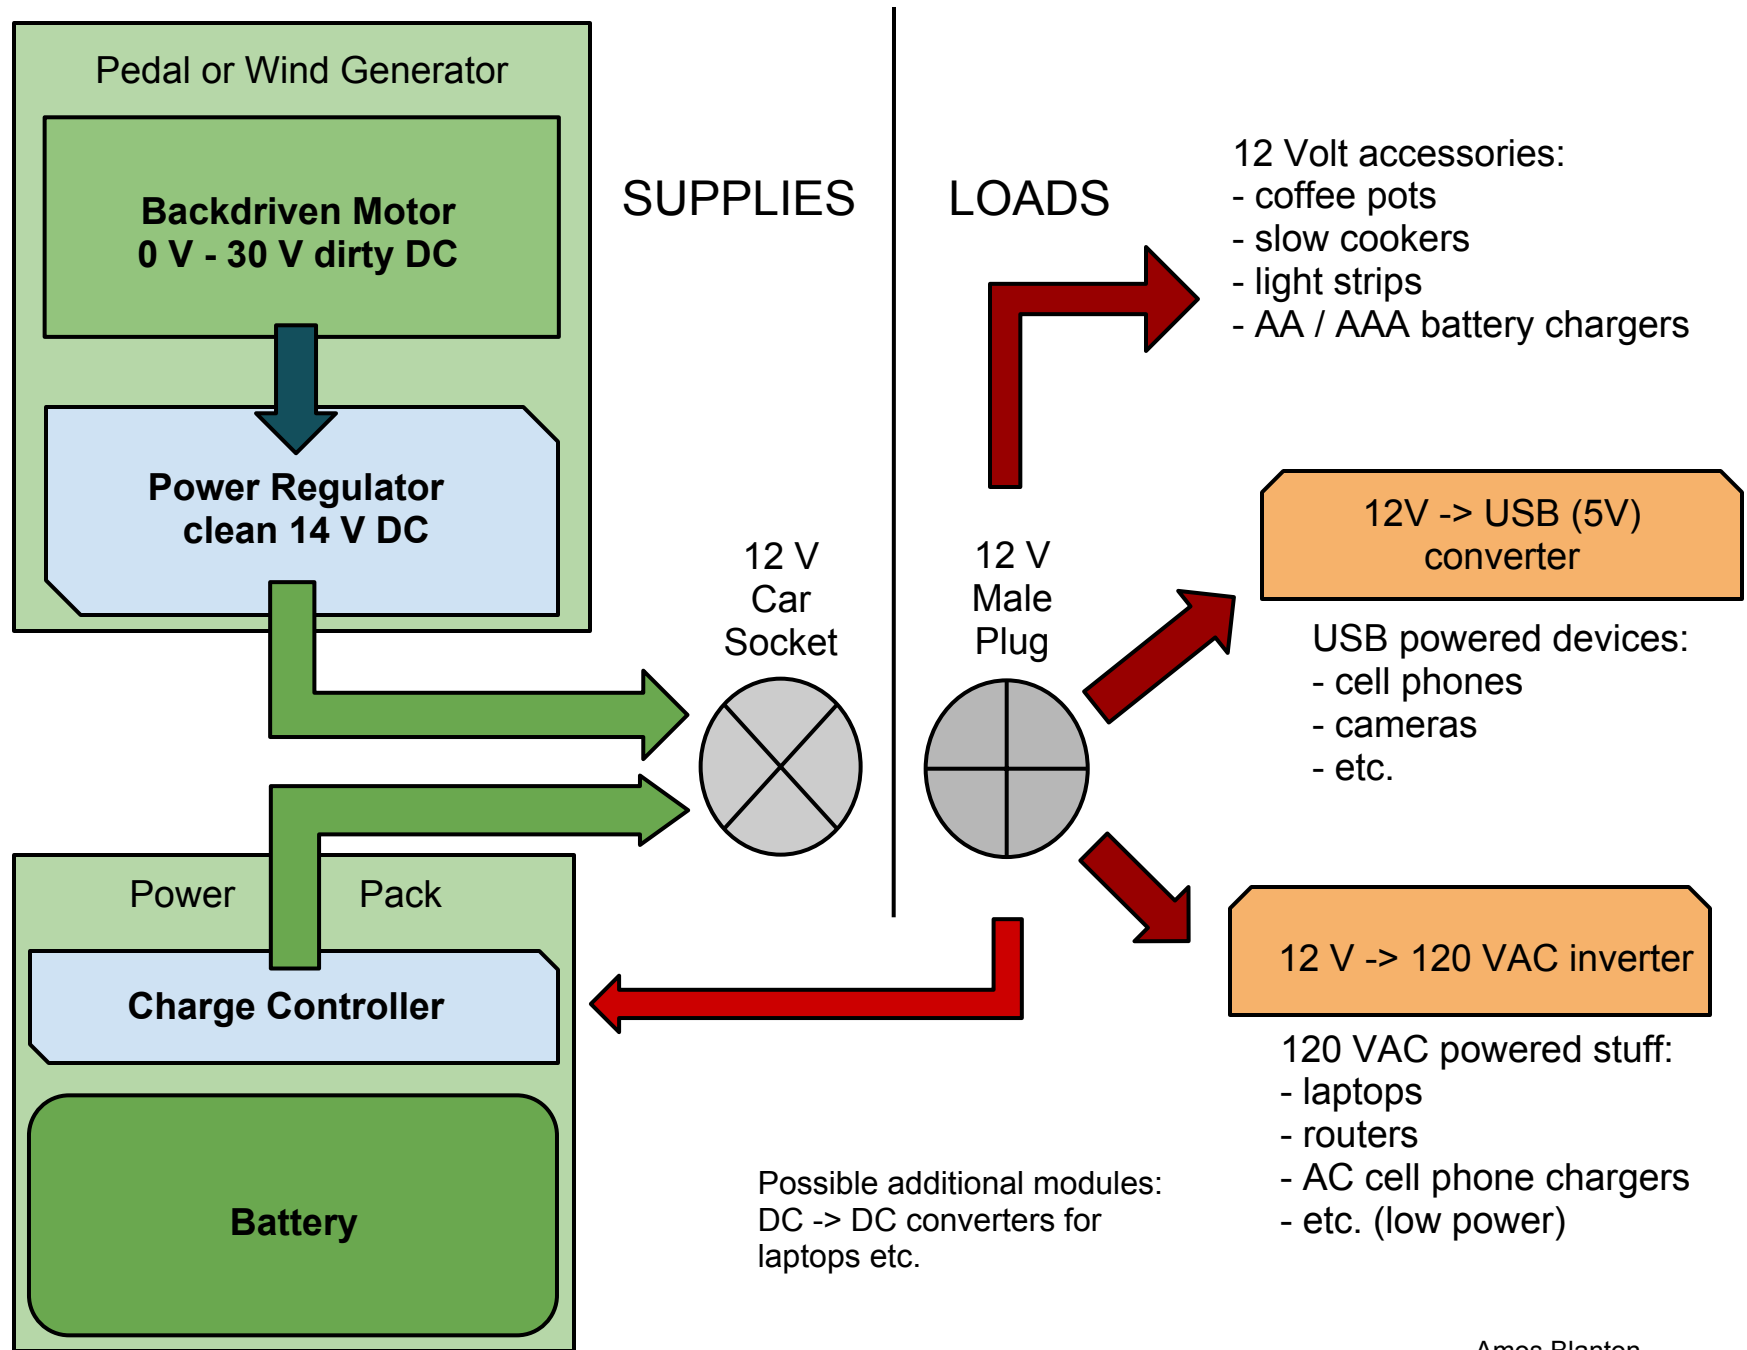 Pedal or Wind Generator
Backdriven Motor
0 V - 30 V dirty DC
Power Regulator
clean 14 V DC
SUPPLIES
LOADS
12 Volt accessories:
- coffee pots
- slow cookers
- light strips
- AA / AAA battery chargers
12 V
Car
Socket
12 V
Male
Plug
12V -> USB (5V)
converter
USB powered devices:
- cell phones
- cameras
- etc.
Power Pack
Charge Controller
Battery
12 V -> 120 VAC inverter
120 VAC powered stuff:
- laptops
- routers
- AC cell phone chargers
- etc. (low power)
Possible additional modules:
DC -> DC converters for
laptops etc.
Amos Blanton